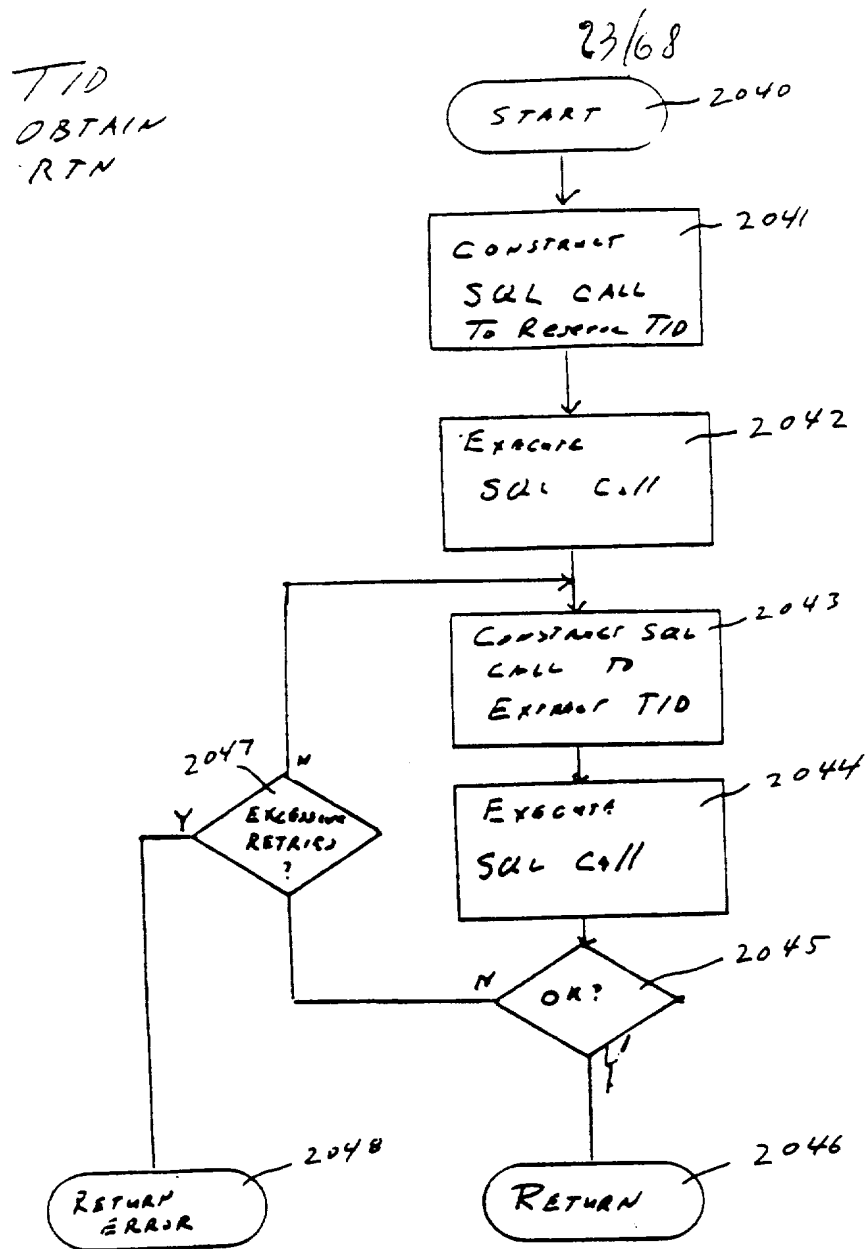 23/68
TID
OBTAIN
RTN
START
2040
CONSTRUCT
SQL CALL
To Reserve TID
2041
EXECUTE
SQL Call
2042
CONSTRUCT SQL
CALL TO
EXTRACT TID
2043
EXECUTE
SQL Call
2044
OK?
2045
N
Y
EXCESSIVE
RETRIES
?
2047
N
Y
RETURN
ERROR
2048
RETURN
2046